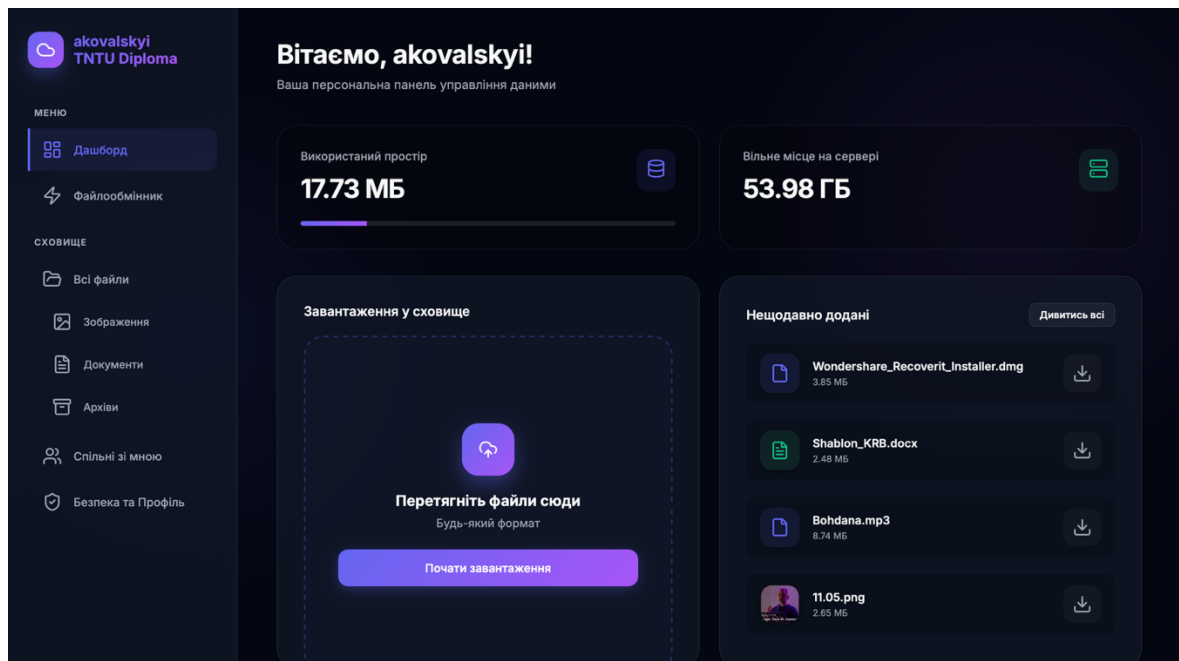 akovalskyi
TNTU Diploma
МЕНЮ
Дашборд
Файлообмінник
СХОВИЩЕ
Всі файли
Зображення
Документи
Архіви
Спільні зі мною
Безпека та Профіль
Вітаємо, akovalskyi!
Ваша персональна панель управління даними
Використаний простір
17.73 МБ
Вільне місце на сервері
53.98 ГБ
Завантаження у сховище
Перетягніть файли сюди
Будь-який формат
Почати завантаження
Нещодавно додані
Дивитись всі
Wondershare_Recoverit_Installer.dmg
3.85 МБ
Shablon_KRB.docx
2.48 МБ
Bohdana.mp3
8.74 МБ
11.05.png
2.65 МБ